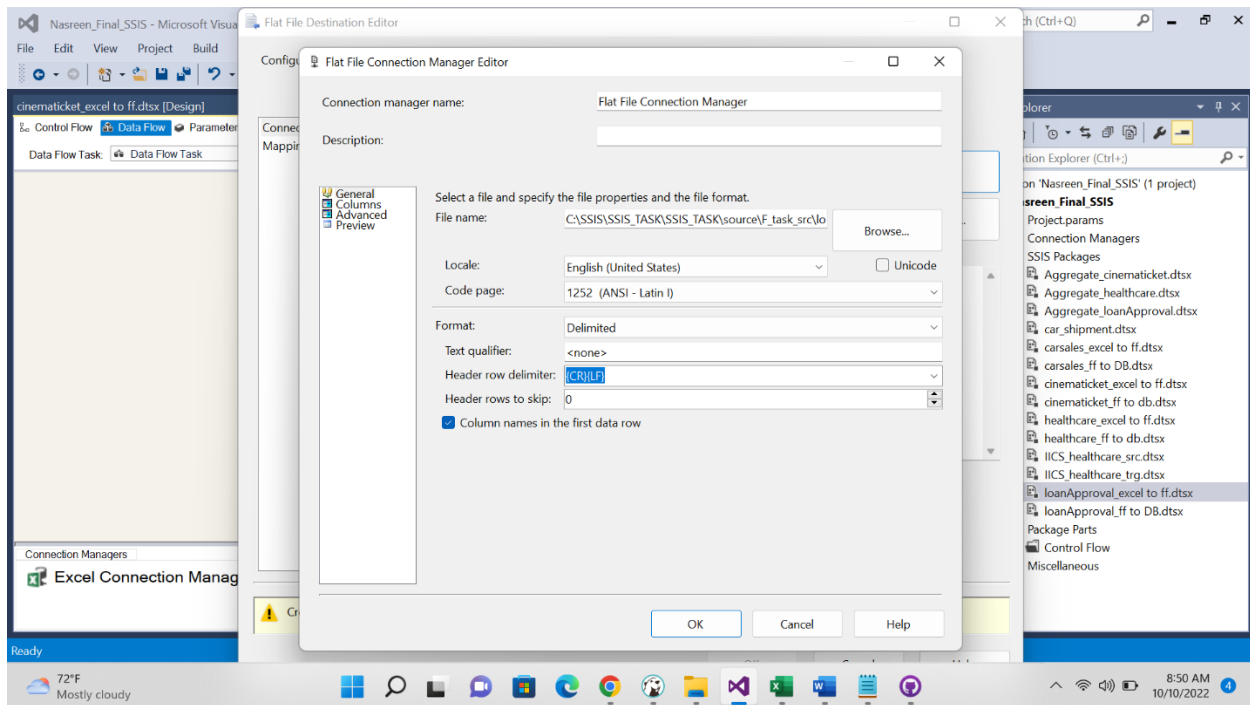 Nasreen_Final_SSIS - Microsoft Visua
Flat File Destination Editor
ch (Ctrl+Q)
File Edit View Project Build
Configu
Flat File Connection Manager Editor
cinematicket_excel to ff.dtsx [Design]
Control Flow Data Flow Parameter
Data Flow Task: Data Flow Task
Connec
Mappin
Connection manager name: Flat File Connection Manager
Description:
General
Columns
Advanced
Preview
Select a file and specify the file properties and the file format.
File name: C:\SSIS\SSIS_TASK\SSIS_TASK\source\F_task_src\lo Browse...
Locale: English (United States) Unicode
Code page: 1252 (ANSI - Latin I)
Format: Delimited
Text qualifier: <none>
Header row delimiter: {CR}{LF}
Header rows to skip: 0
Column names in the first data row
OK Cancel Help
Cr
plorer
ution Explorer (Ctrl+;)
on 'Nasreen_Final_SSIS' (1 project)
asreen_Final_SSIS
Project.params
Connection Managers
SSIS Packages
Aggregate_cinematicket.dtsx
Aggregate_healthcare.dtsx
Aggregate_loanApproval.dtsx
car_shipment.dtsx
carsales_excel to ff.dtsx
carsales_ff to DB.dtsx
cinematicket_excel to ff.dtsx
cinematicket_ff to db.dtsx
healthcare_excel to ff.dtsx
healthcare_ff to db.dtsx
IICS_healthcare_src.dtsx
IICS_healthcare_trg.dtsx
loanApproval_excel to ff.dtsx
loanApproval_ff to DB.dtsx
Package Parts
Control Flow
Miscellaneous
Connection Managers
Excel Connection Manag
Ready
72°F
Mostly cloudy
8:50 AM
10/10/2022
4